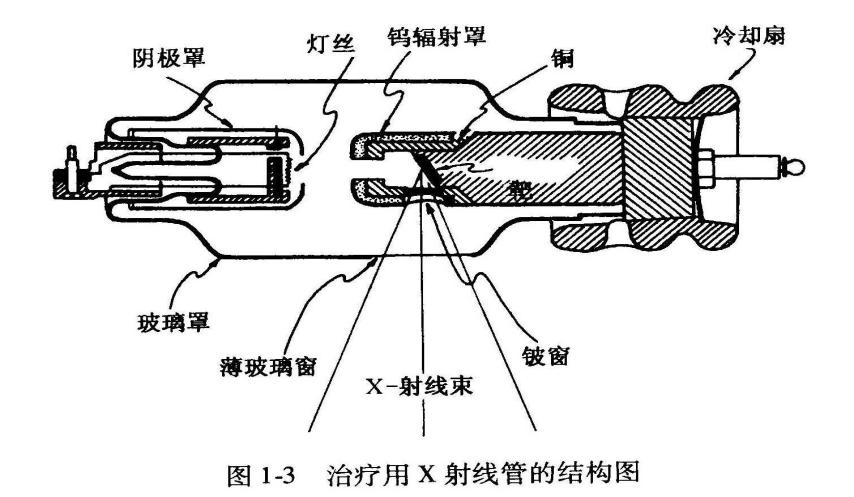 阴极罩
灯丝
钨辐射罩
铜
冷却扇
靶
玻璃罩
薄玻璃窗
X-射线束
铍窗
图 1-3 治疗用 X 射线管的结构图